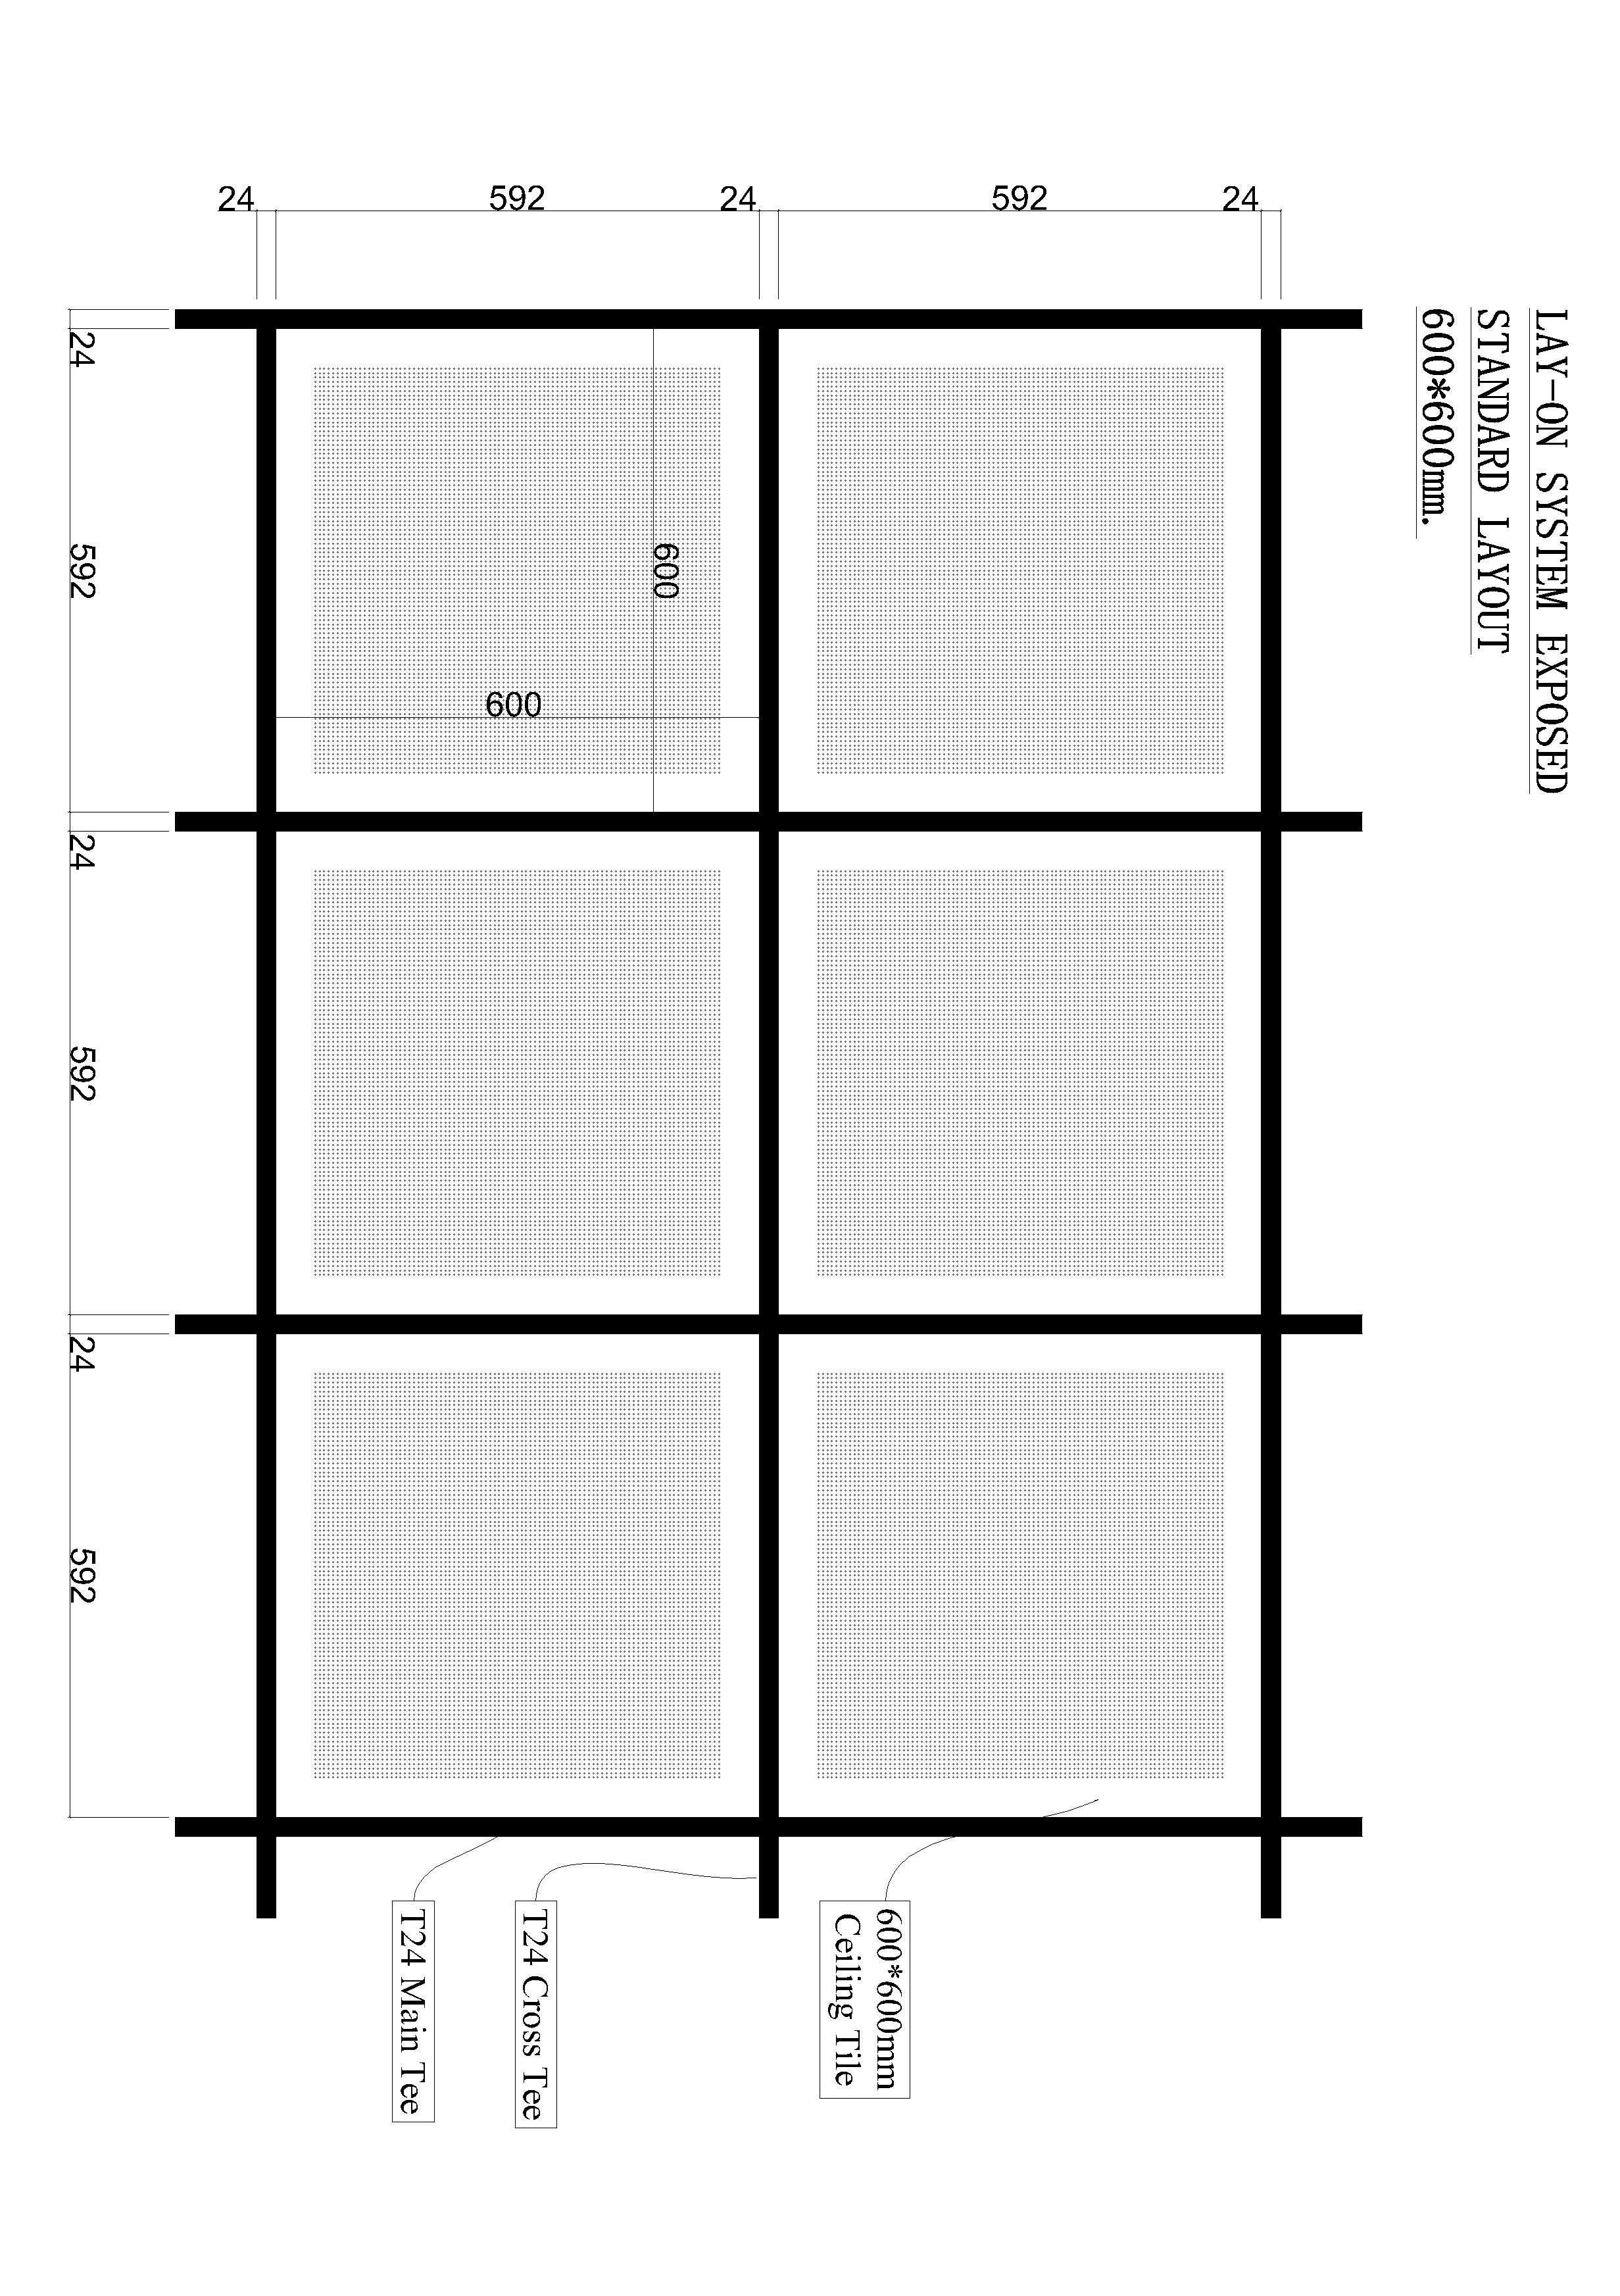 LAY-ON SYSTEM EXPOSED
STANDARD LAYOUT
600*600mm.
24
592
24
592
24
24
592
24
592
24
592
600
600
600*600mm
Ceiling Tile
T24 Cross Tee
T24 Main Tee